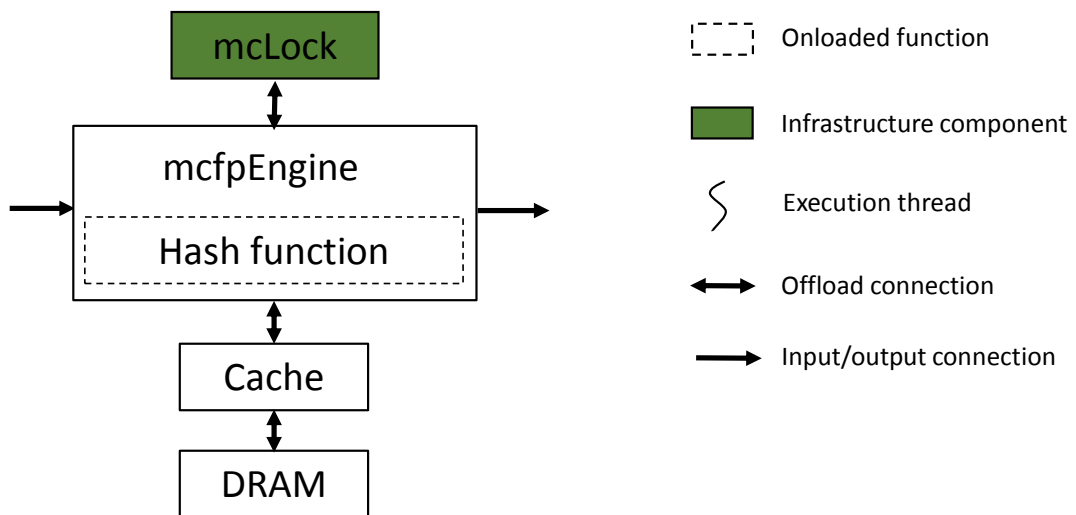 mcLock
mcfpEngine
Hash function
Cache
DRAM
Onloaded function
Infrastructure component
Execution thread
Offload connection
Input/output connection